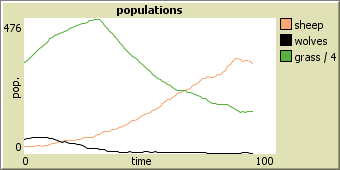 populations
476
pop.
0
0
time
100
sheep
wolves
grass / 4